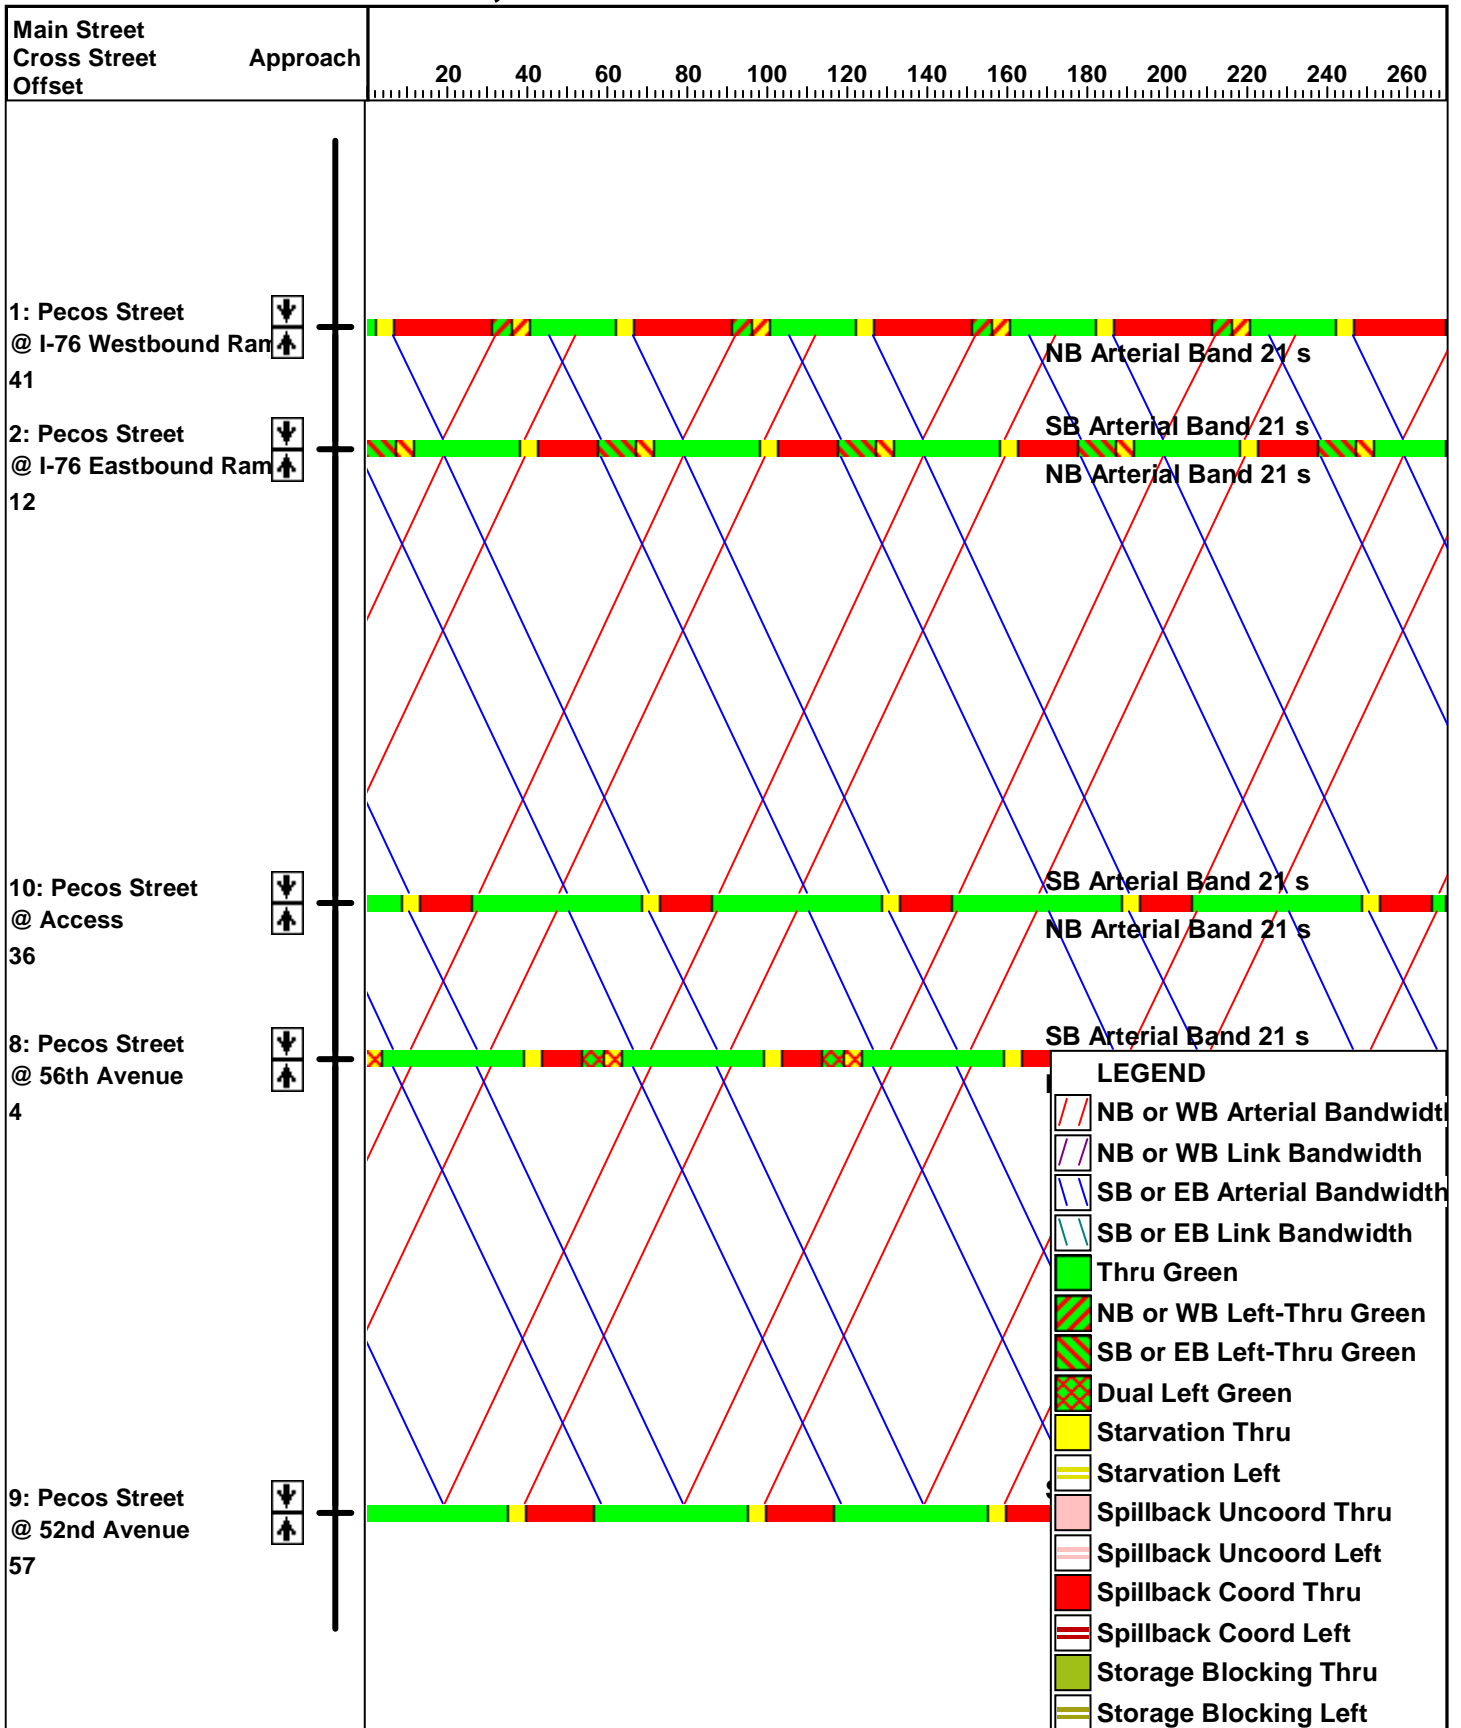 Main Street
Cross Street Approach
Offset
20 40 60 80 100 120 140 160 180 200 220 240 260
1: Pecos Street
@ I-76 Westbound Ram
41
NB Arterial Band 21 s
2: Pecos Street
@ I-76 Eastbound Ram
12
SB Arterial Band 21 s
NB Arterial Band 21 s
10: Pecos Street
@ Access
36
SB Arterial Band 21 s
NB Arterial Band 21 s
8: Pecos Street
@ 56th Avenue
4
SB Arterial Band 21 s
9: Pecos Street
@ 52nd Avenue
57
LEGEND
NB or WB Arterial Bandwidth
NB or WB Link Bandwidth
SB or EB Arterial Bandwidth
SB or EB Link Bandwidth
Thru Green
NB or WB Left-Thru Green
SB or EB Left-Thru Green
Dual Left Green
Starvation Thru
Starvation Left
Spillback Uncoord Thru
Spillback Uncoord Left
Spillback Coord Thru
Spillback Coord Left
Storage Blocking Thru
Storage Blocking Left